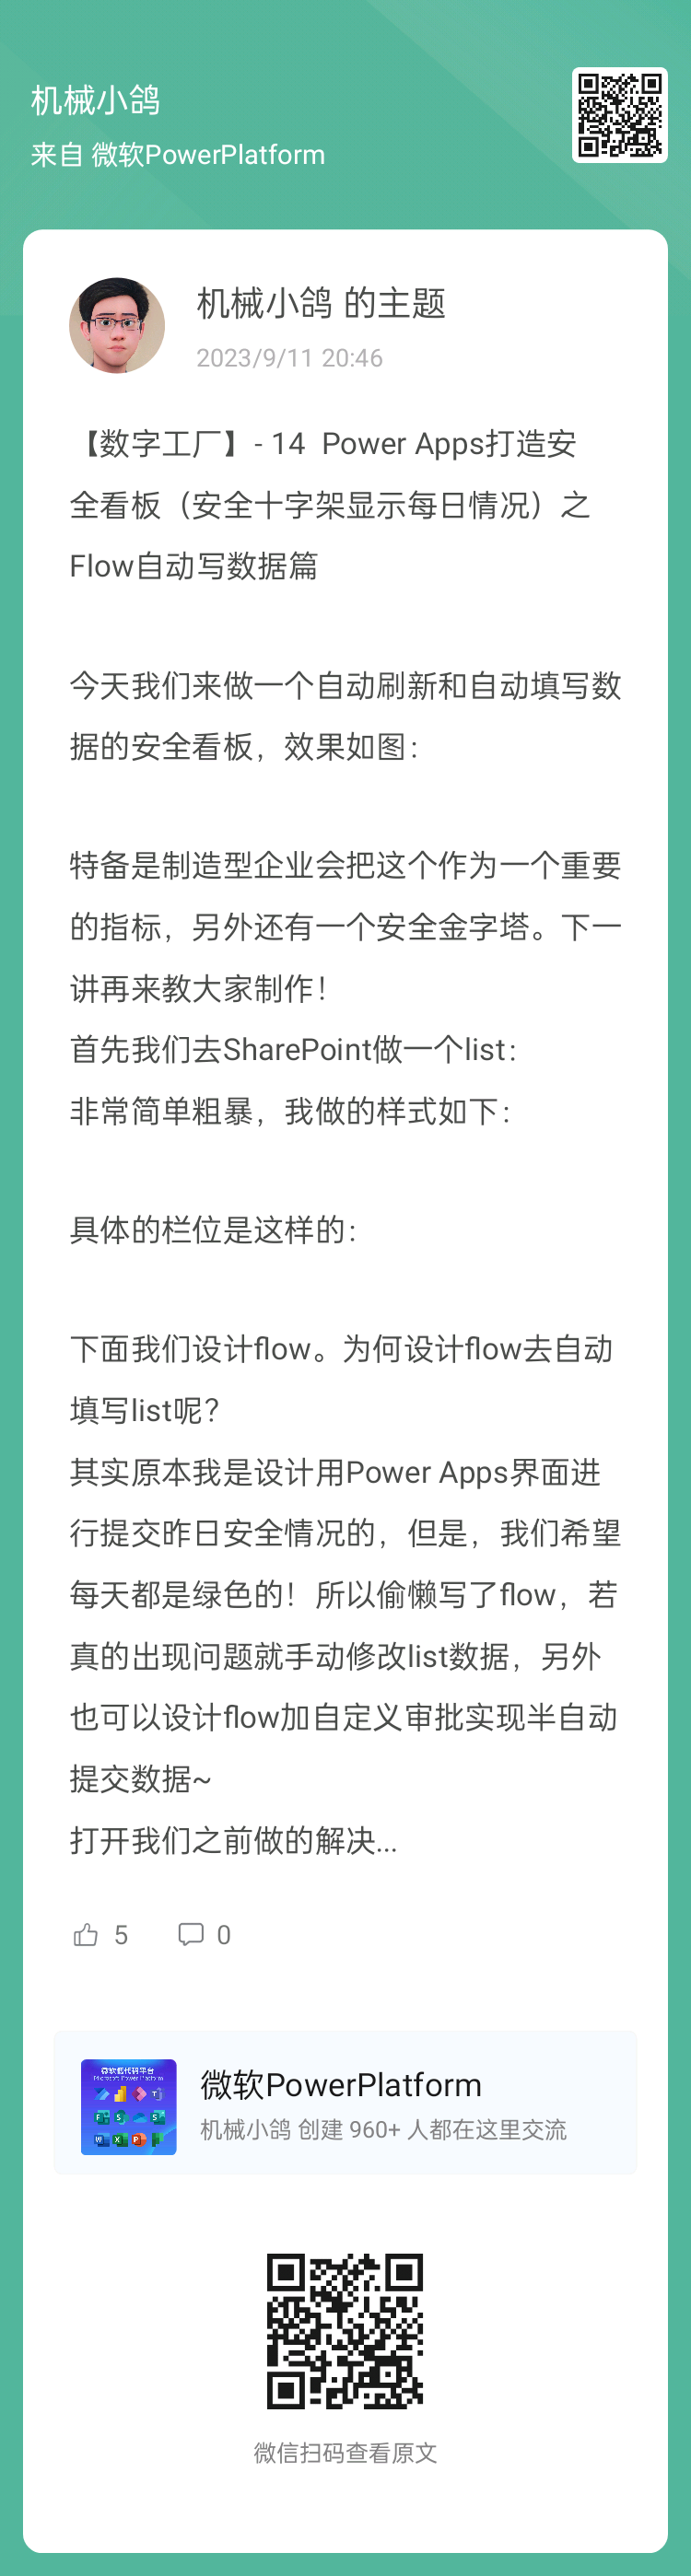 机械小鸽
来自 微软PowerPlatform
机械小鸽 的主题
2023/9/11 20:46
【数字工厂】- 14  Power Apps打造安
全看板（安全十字架显示每日情况）之
Flow自动写数据篇
今天我们来做一个自动刷新和自动填写数
据的安全看板，效果如图：
特备是制造型企业会把这个作为一个重要
的指标，另外还有一个安全金字塔。下一
讲再来教大家制作！
首先我们去SharePoint做一个list：
非常简单粗暴，我做的样式如下：
具体的栏位是这样的：
下面我们设计flow。为何设计flow去自动
填写list呢？
其实原本我是设计用Power Apps界面进
行提交昨日安全情况的，但是，我们希望
每天都是绿色的！所以偷懒写了flow，若
真的出现问题就手动修改list数据，另外
也可以设计flow加自定义审批实现半自动
提交数据~
打开我们之前做的解决...
5
0
微软低代码平台
Microsoft Power Platform
微软PowerPlatform
机械小鸽 创建 960+ 人都在这里交流
微信扫码查看原文